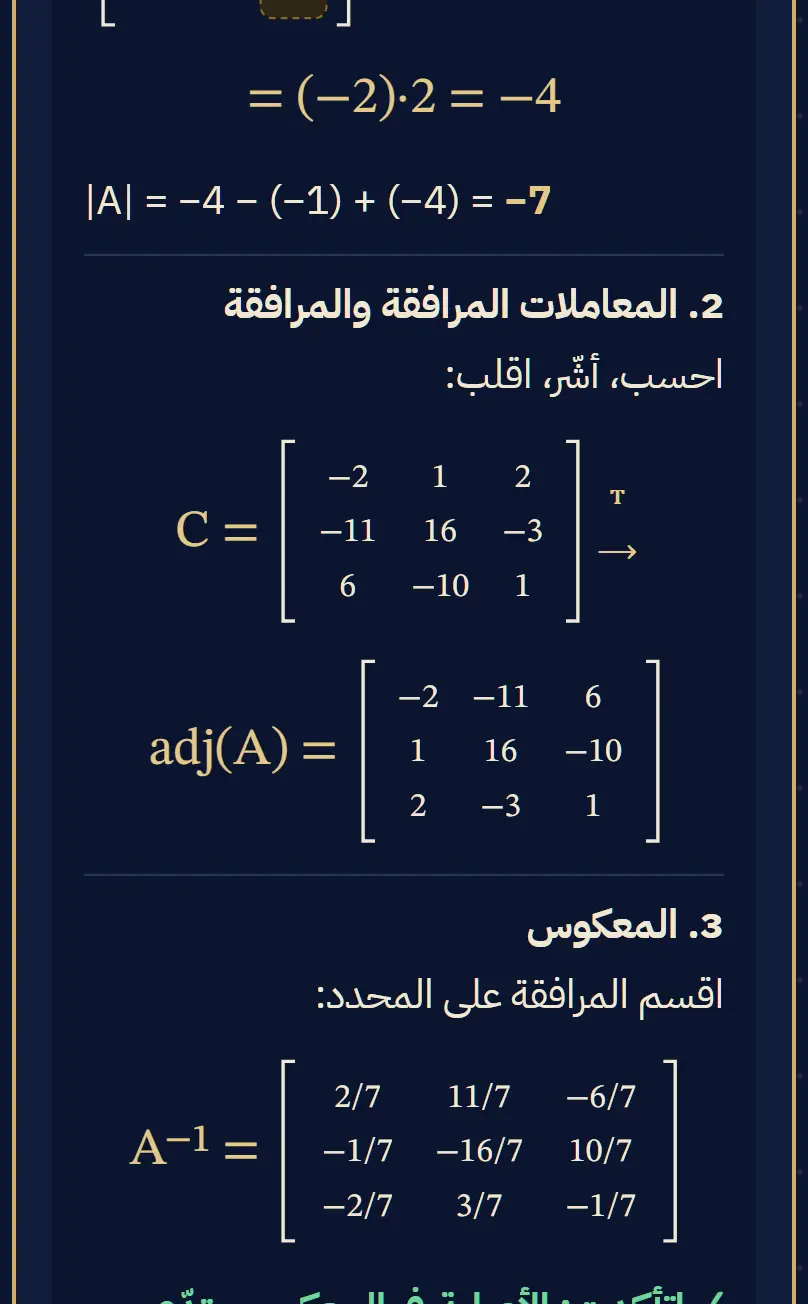 = (−2)·2 = −4
|A| = −4 − (−1) + (−4) = −7
2. المعاملات المرافقة والمرافقة
احسب، أشّر، اقلب:
C = [ −2 1 2
−11 16 −3
6 −10 1 ] T ⟶
adj(A) = [ −2 −11 6
1 16 −10
2 −3 1 ]
3. المعكوس
اقسم المرافقة على المحدد:
A⁻¹ = [ 2/7 11/7 −6/7
−1/7 −16/7 10/7
−2/7 3/7 −1/7 ]